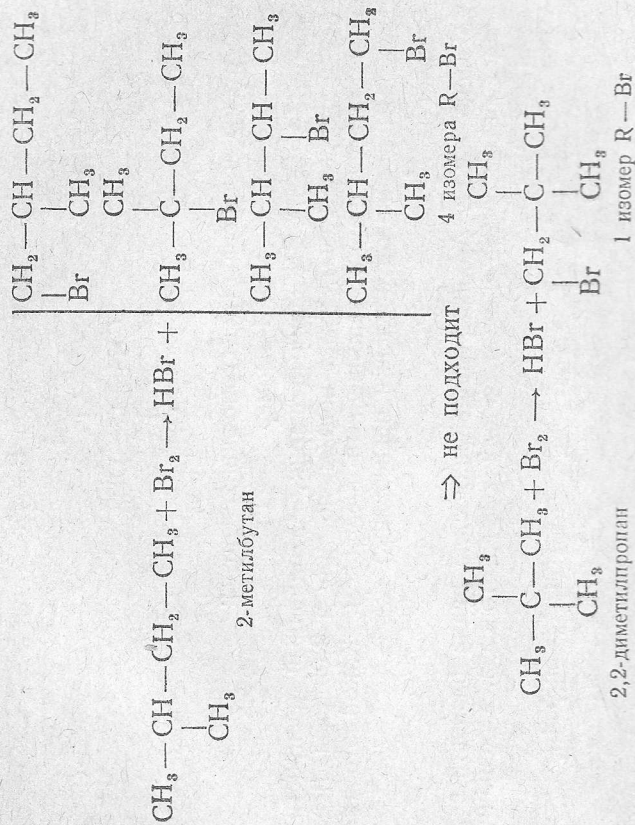 CH₂—CH—CH₂—CH₃
| |
Br CH₃
CH₃
|
CH₃—CH—CH₂—CH₃ + Br₂ → HBr + CH₃—C—CH₂—CH₃
| |
CH₃ Br
2-метилбутан
CH₃—CH—CH—CH₃
| |
CH₃ Br
CH₃—CH—CH₂—CH₂
| |
CH₃ Br
⇒ не подходит 4 изомера R—Br
CH₃ CH₃
| |
CH₃—C—CH₃ + Br₂ → HBr + CH₂—C—CH₃
| | |
CH₃ Br CH₃
2,2-диметилпропан 1 изомер R—Br